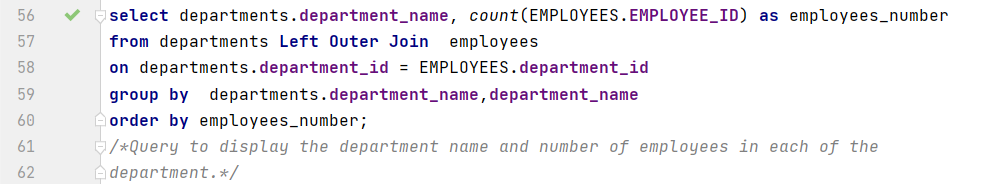 56 select departments.department_name, count(EMPLOYEES.EMPLOYEE_ID) as employees_number
57 from departments Left Outer Join  employees
58 on departments.department_id = EMPLOYEES.department_id
59 group by  departments.department_name,department_name
60 order by employees_number;
61 /*Query to display the department name and number of employees in each of the
62 department.*/